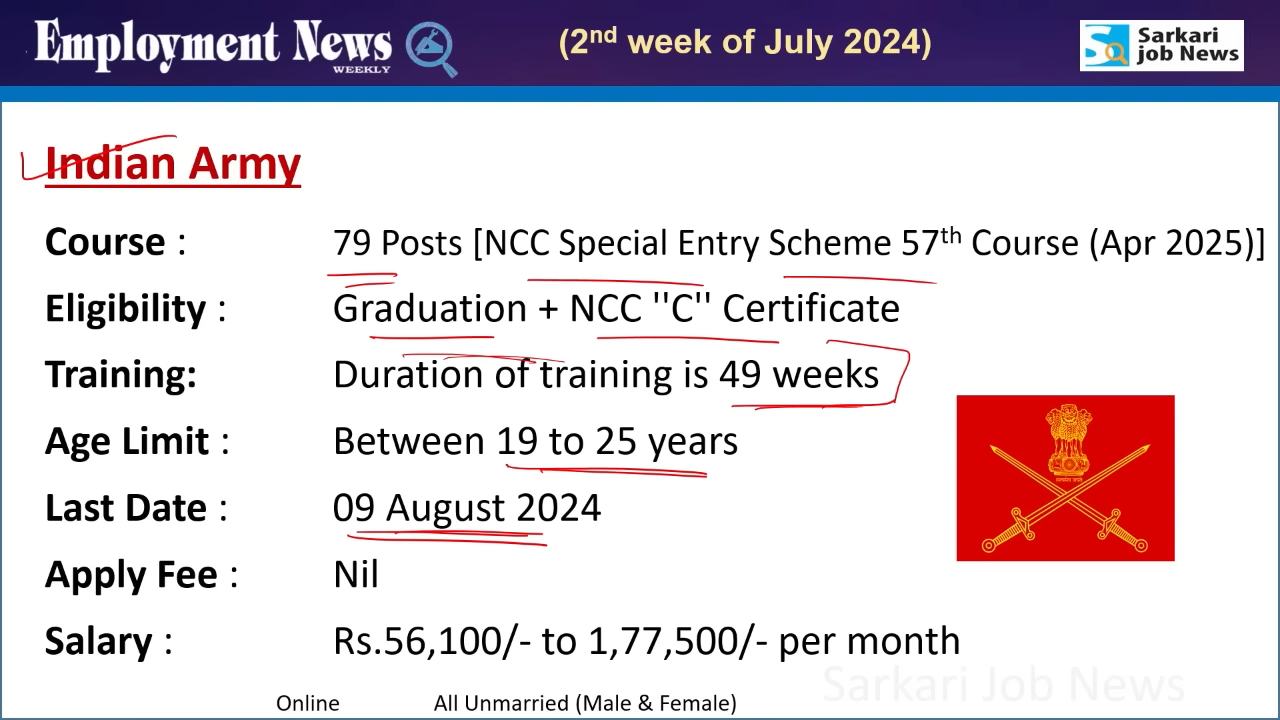 Employment News
WEEKLY
(2nd week of July 2024)
Sarkari
Job News
Indian Army
Course : 79 Posts [NCC Special Entry Scheme 57th Course (Apr 2025)]
Eligibility : Graduation + NCC "C" Certificate
Training: Duration of training is 49 weeks
Age Limit : Between 19 to 25 years
Last Date : 09 August 2024
Apply Fee : Nil
Salary : Rs.56,100/- to 1,77,500/- per month
Sarkari Job News
Online All Unmarried (Male & Female)